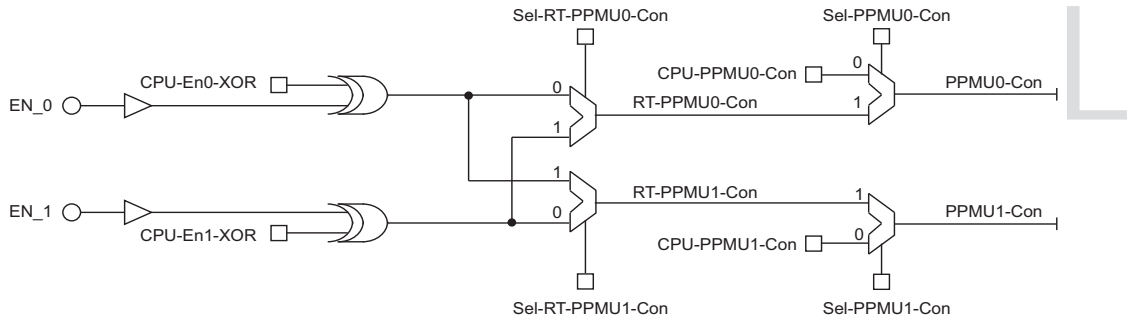 Sel-RT-PPMU0-Con
Sel-PPMU0-Con
CPU-En0-XOR
CPU-PPMU0-Con
0
PPMU0-Con
EN_0
0
RT-PPMU0-Con
1
1
1
RT-PPMU1-Con
1
PPMU1-Con
EN_1
0
CPU-En1-XOR
CPU-PPMU1-Con
0
Sel-RT-PPMU1-Con
Sel-PPMU1-Con